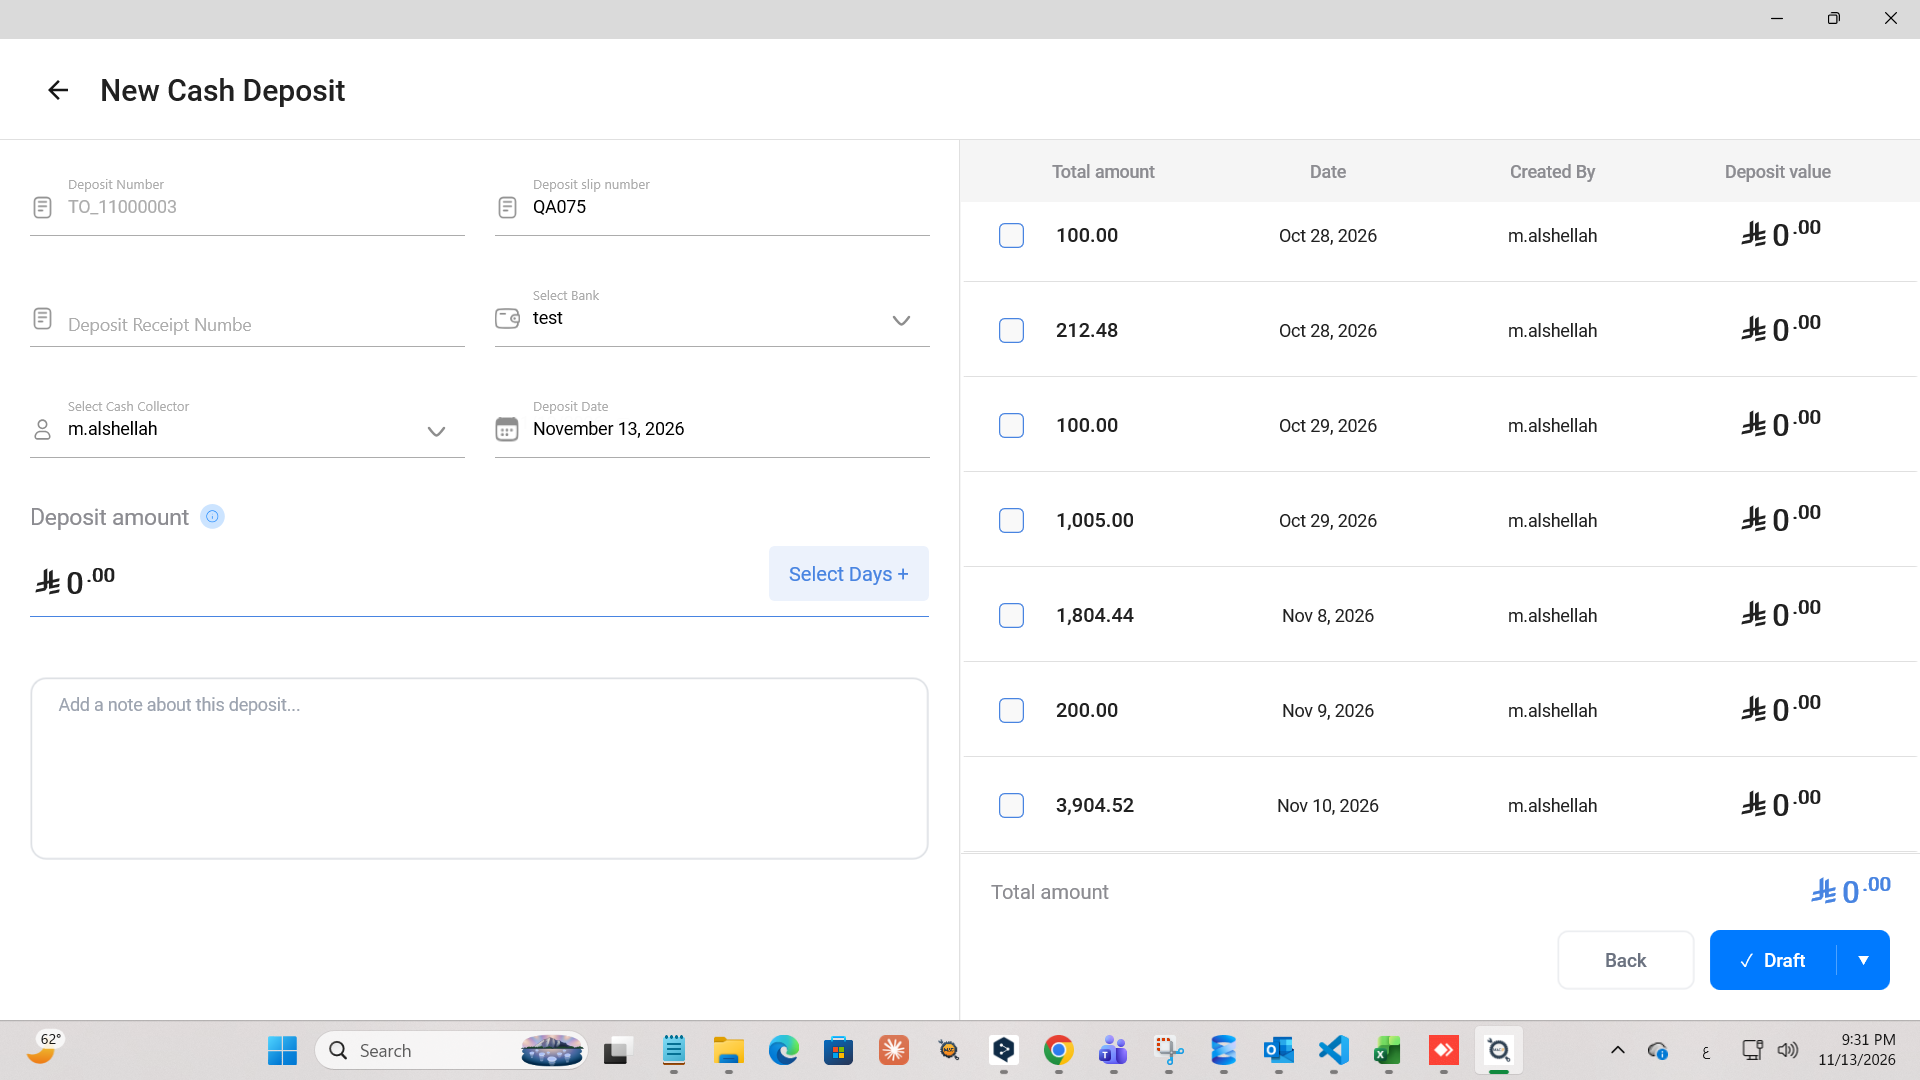 New Cash Deposit
Deposit Number
TO_11000003
Deposit slip number
QA075
Deposit Receipt Numbe
Select Bank
test
Select Cash Collector
m.alshellah
Deposit Date
November 13, 2026
Deposit amount
⃁ 0.00
Select Days +
Add a note about this deposit...
Total amount Date Created By Deposit value
100.00 Oct 28, 2026 m.alshellah ⃁ 0.00
212.48 Oct 28, 2026 m.alshellah ⃁ 0.00
100.00 Oct 29, 2026 m.alshellah ⃁ 0.00
1,005.00 Oct 29, 2026 m.alshellah ⃁ 0.00
1,804.44 Nov 8, 2026 m.alshellah ⃁ 0.00
200.00 Nov 9, 2026 m.alshellah ⃁ 0.00
3,904.52 Nov 10, 2026 m.alshellah ⃁ 0.00
Total amount ⃁ 0.00
Back ✓ Draft ▼
62°
Search
ع
9:31 PM
11/13/2026